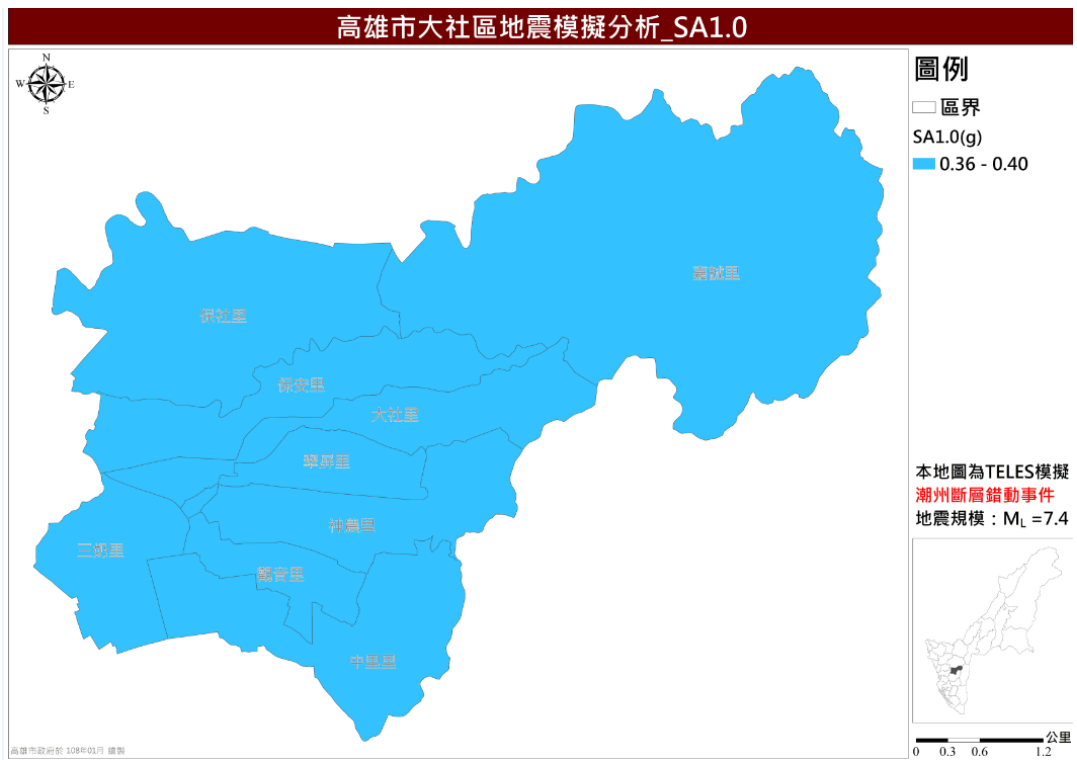 高雄市大社區地震模擬分析_SA1.0
N
W
E
S
圖例
區界
SA1.0(g)
0.36 - 0.40
嘉誠里
保社里
保安里
大社里
翠屏里
神農里
三奶里
觀音里
中里里
本地圖為TELES模擬
潮州斷層錯動事件
地震規模：ML =7.4
公里
0 0.3 0.6 1.2
高雄市政府於 108年01月 繪製